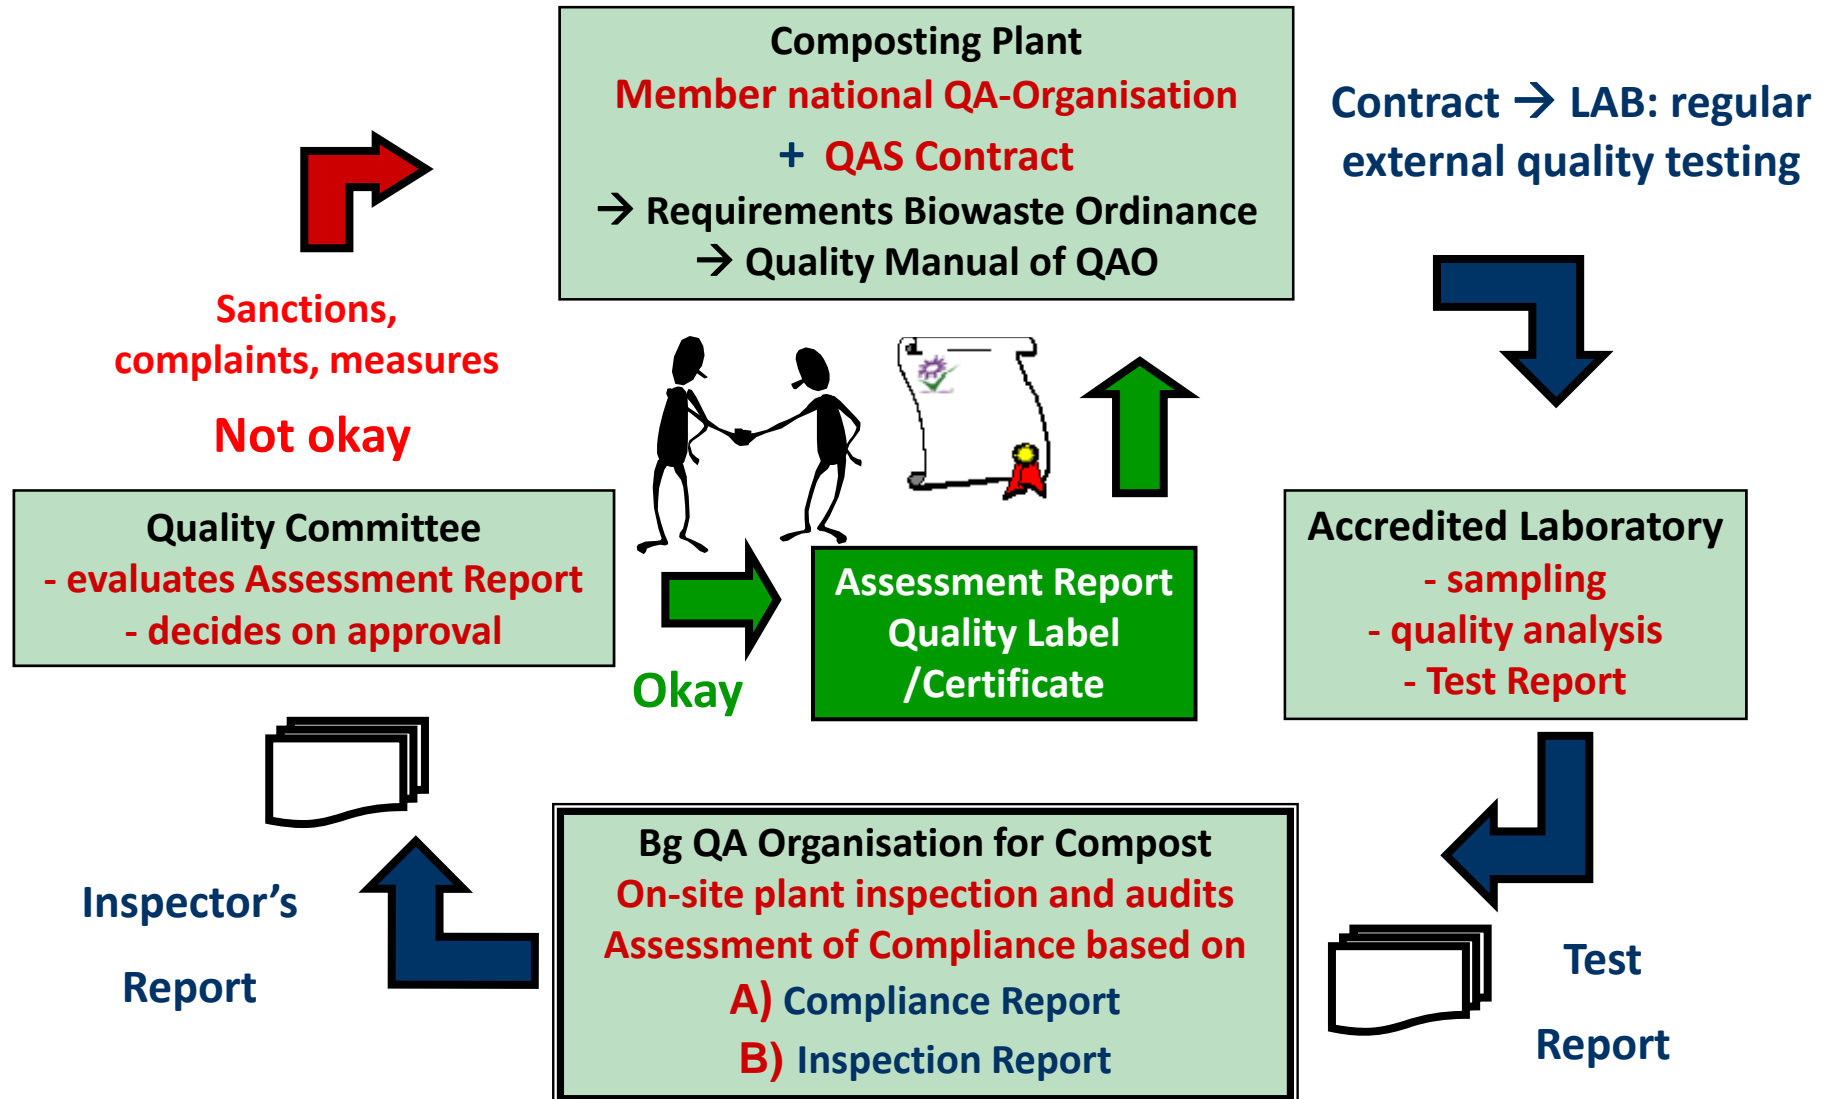 Composting Plant
Member national QA-Organisation
+ QAS Contract
→ Requirements Biowaste Ordinance
→ Quality Manual of QAO
Contract → LAB: regular
external quality testing
Sanctions,
complaints, measures
Not okay
Quality Committee
- evaluates Assessment Report
- decides on approval
Okay
Assessment Report
Quality Label
/Certificate
Accredited Laboratory
- sampling
- quality analysis
- Test Report
Inspector’s
Report
Bg QA Organisation for Compost
On-site plant inspection and audits
Assessment of Compliance based on
A) Compliance Report
B) Inspection Report
Test
Report